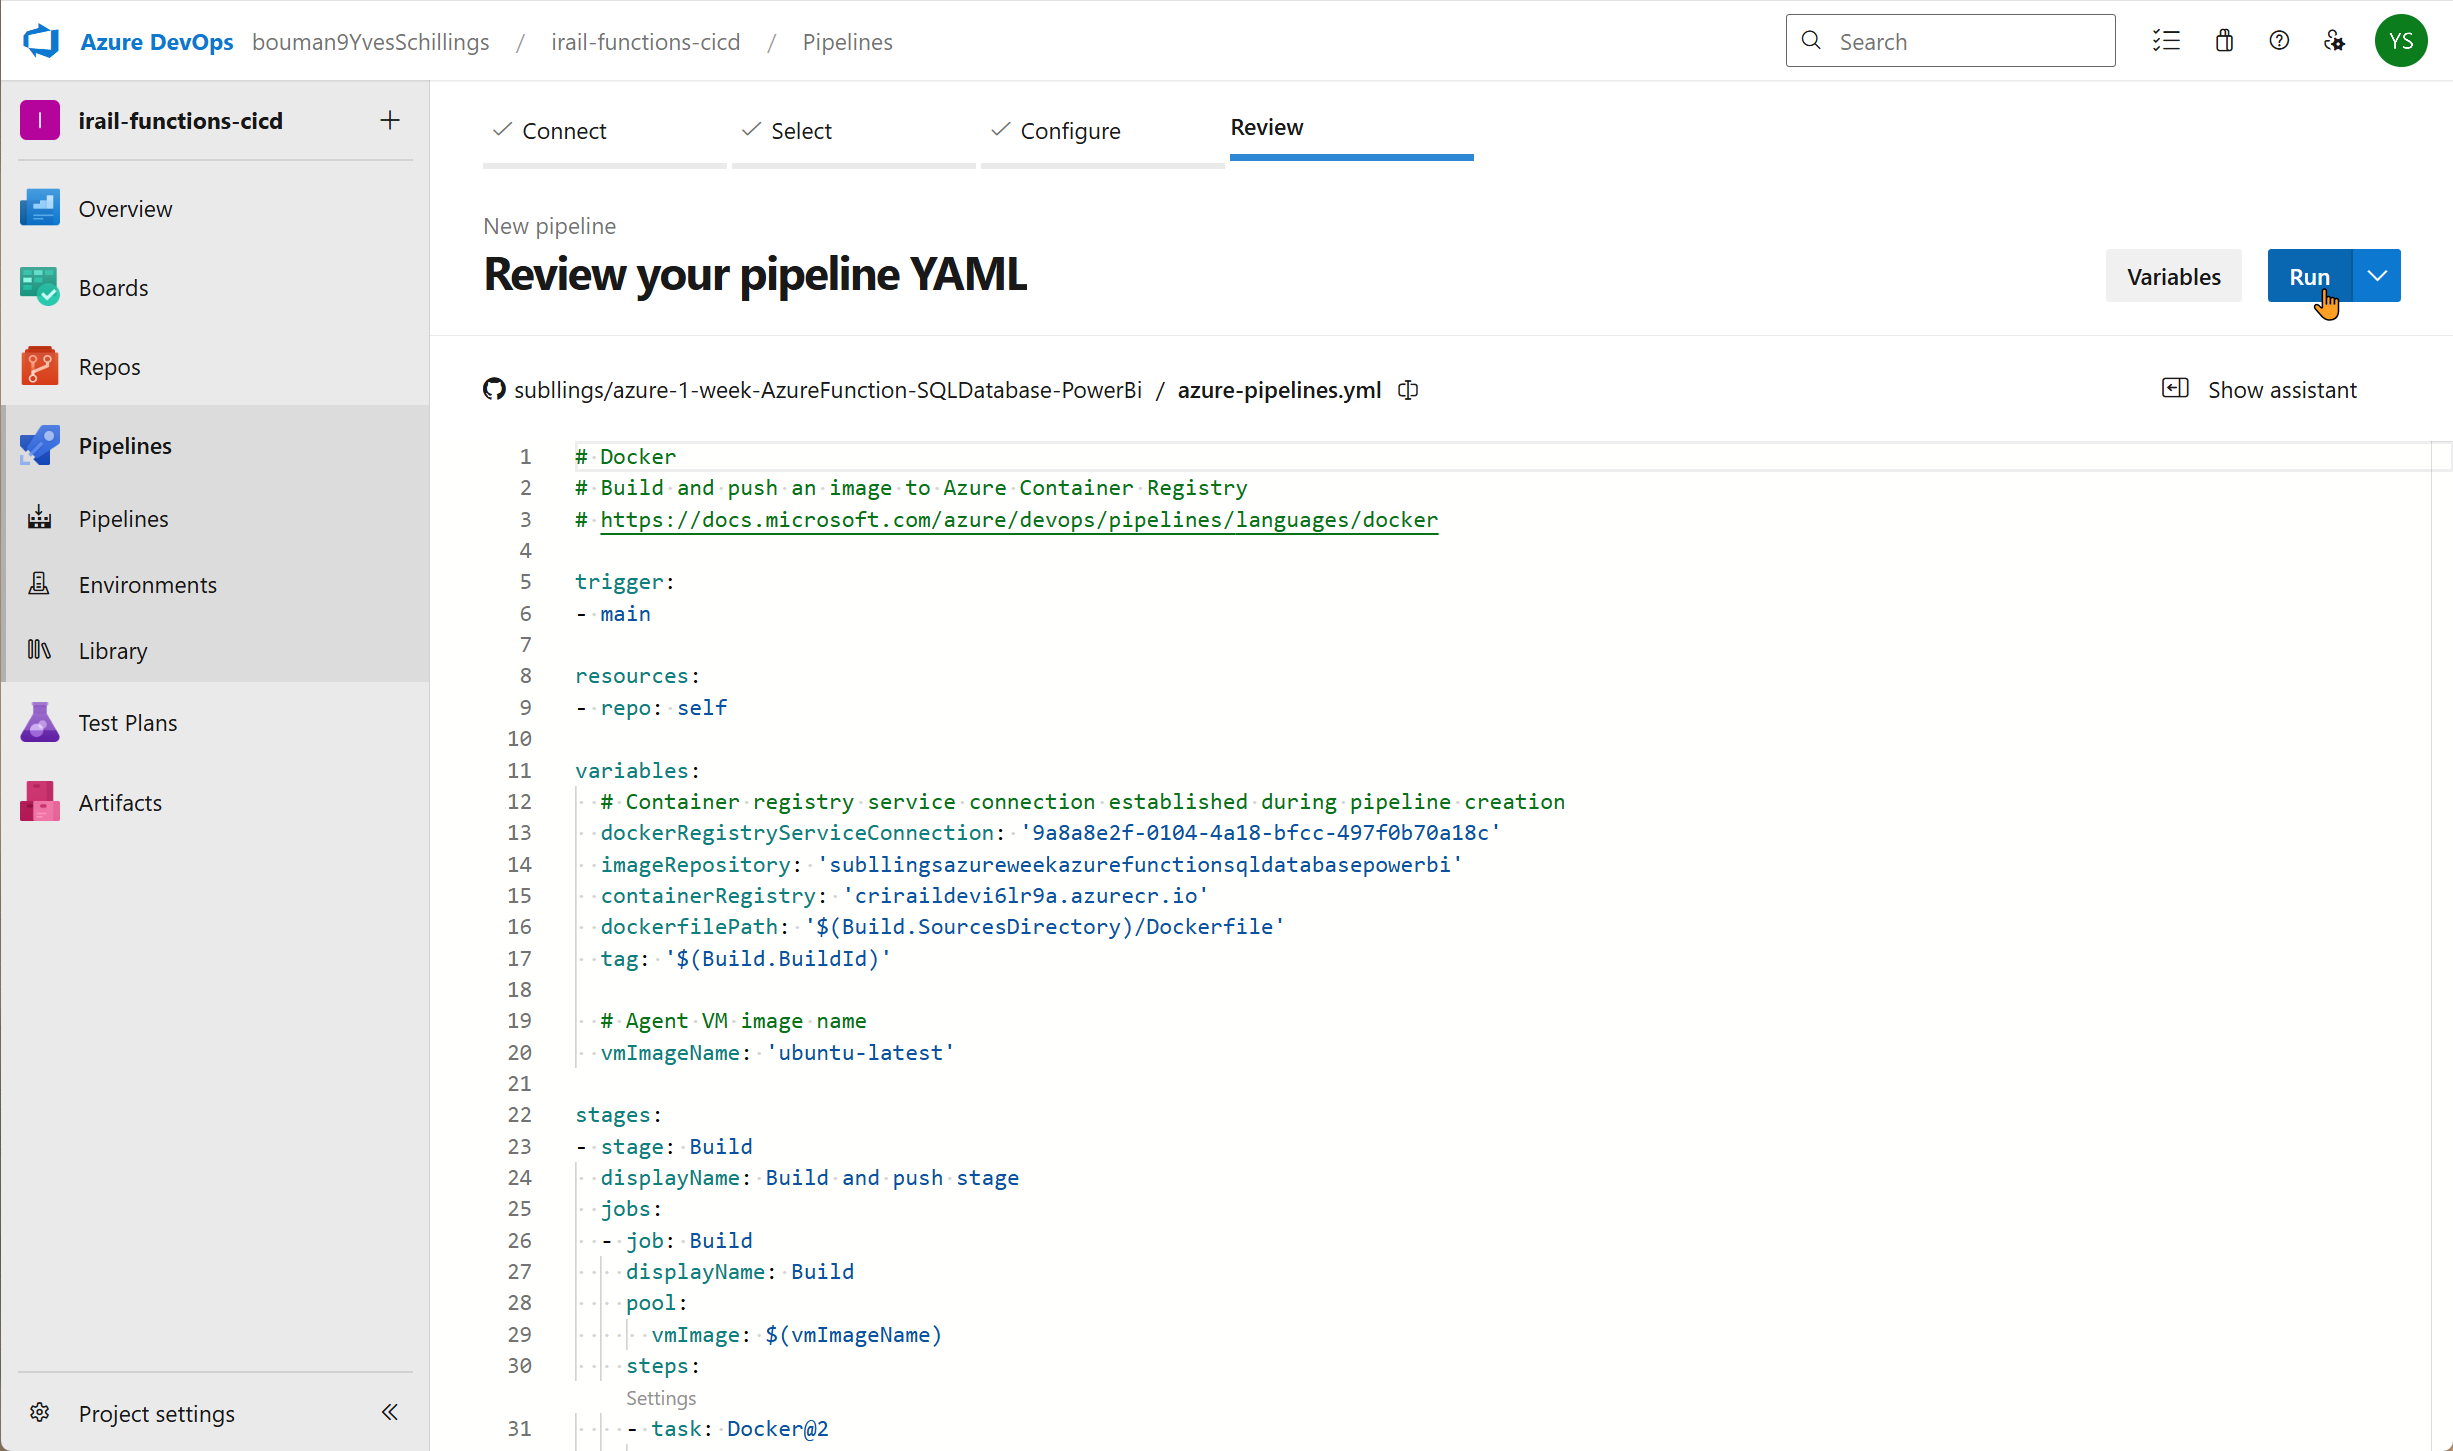 Azure DevOps bouman9YvesSchillings / irail-functions-cicd / Pipelines
Search
YS
I irail-functions-cicd +
Overview
Boards
Repos
Pipelines
Pipelines
Environments
Library
Test Plans
Artifacts
Project settings
Connect
Select
Configure
Review
New pipeline
Review your pipeline YAML
Variables
Run
subllings/azure-1-week-AzureFunction-SQLDatabase-PowerBi / azure-pipelines.yml
Show assistant
1 # Docker
2 # Build and push an image to Azure Container Registry
3 # https://docs.microsoft.com/azure/devops/pipelines/languages/docker
4
5 trigger:
6 - main
7
8 resources:
9 - repo: self
10
11 variables:
12 # Container registry service connection established during pipeline creation
13 dockerRegistryServiceConnection: '9a8a8e2f-0104-4a18-bfcc-497f0b70a18c'
14 imageRepository: 'subllingsazureweekazurefunctionsqldatabasepowerbi'
15 containerRegistry: 'criraildevi6lr9a.azurecr.io'
16 dockerfilePath: '$(Build.SourcesDirectory)/Dockerfile'
17 tag: '$(Build.BuildId)'
18
19 # Agent VM image name
20 vmImageName: 'ubuntu-latest'
21
22 stages:
23 - stage: Build
24 displayName: Build and push stage
25 jobs:
26 - job: Build
27 displayName: Build
28 pool:
29 vmImage: $(vmImageName)
30 steps:
Settings
31 - task: Docker@2